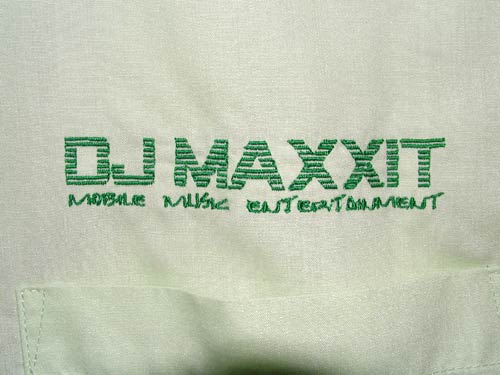 DJ MAXXIT
MOBILE MUSIC ENTERTAINMENT